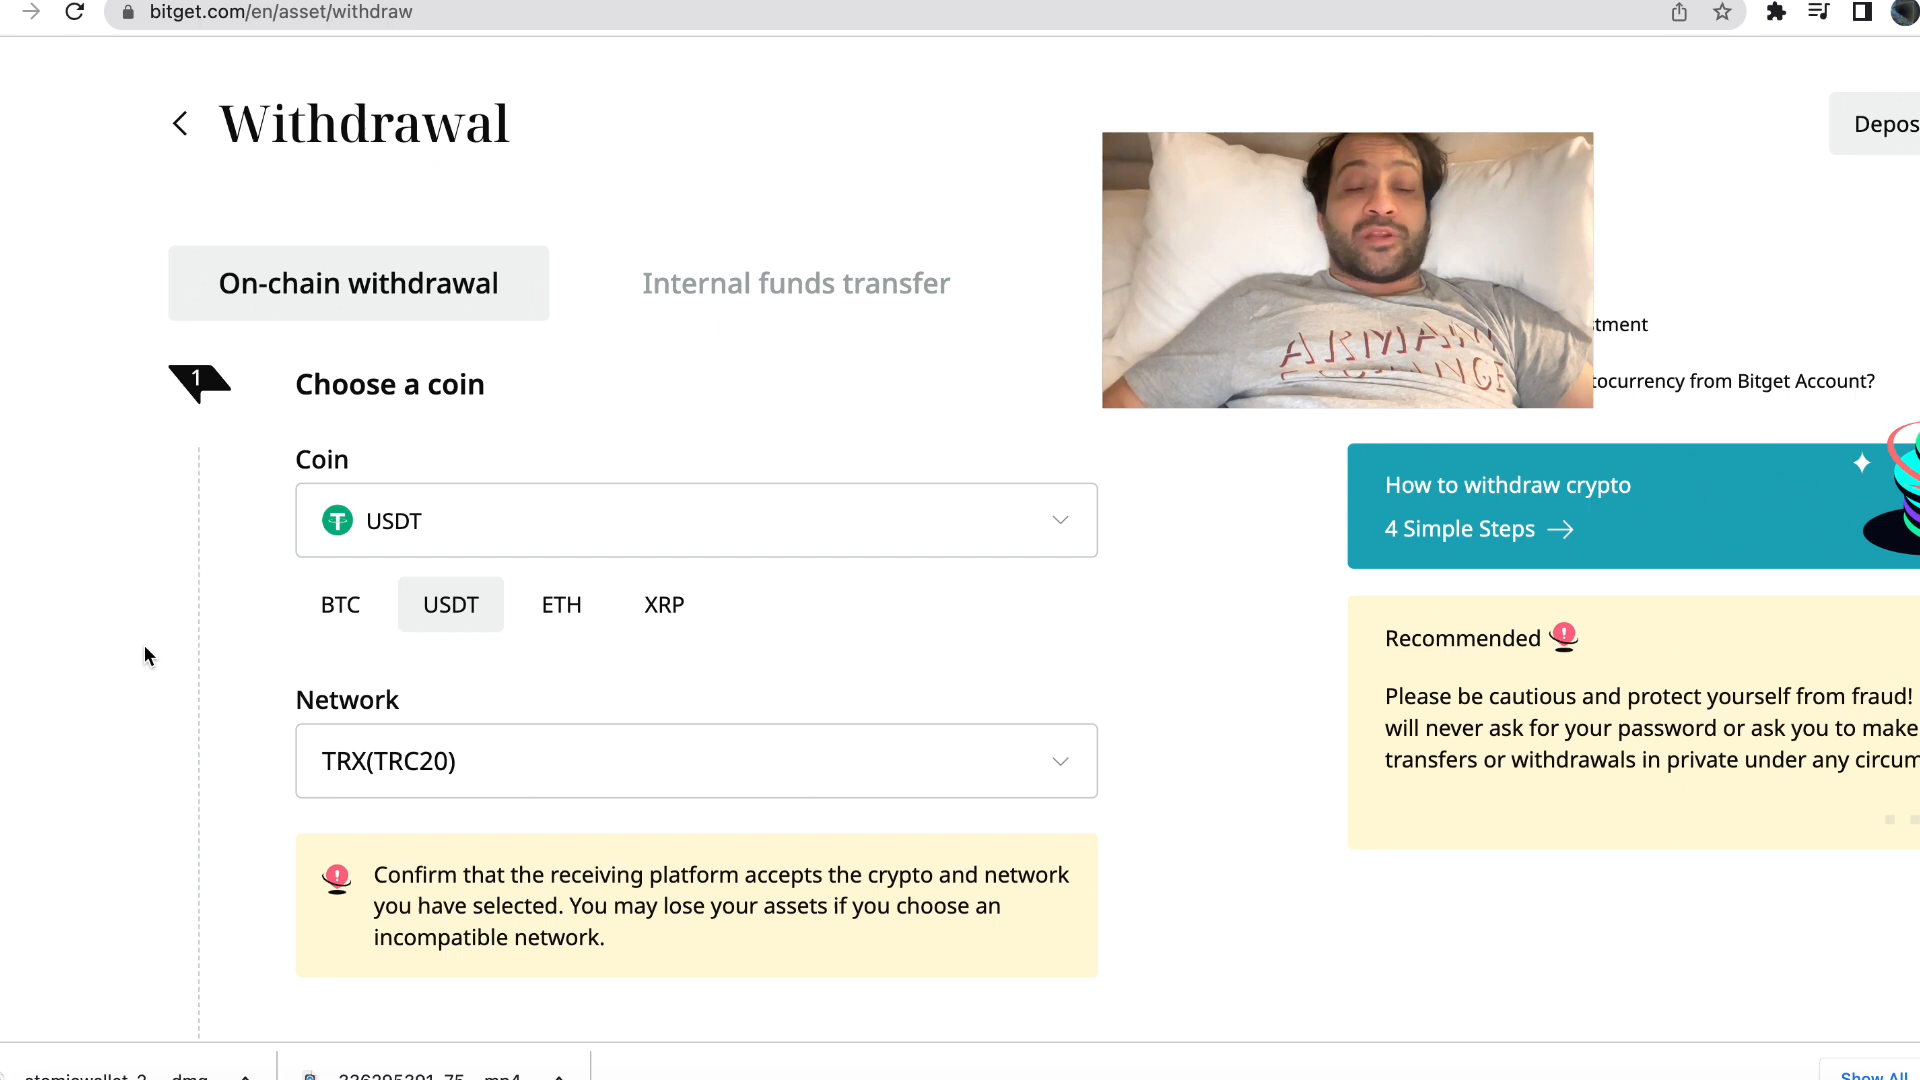 bitget.com/en/asset/withdraw
Withdrawal
Depos
On-chain withdrawal
Internal funds transfer
ARMANI
tment
1
Choose a coin
tocurrency from Bitget Account?
Coin
USDT
How to withdraw crypto
4 Simple Steps →
BTC
USDT
ETH
XRP
Recommended
Network
Please be cautious and protect yourself from fraud!
will never ask for your password or ask you to make
transfers or withdrawals in private under any circum
TRX(TRC20)
Confirm that the receiving platform accepts the crypto and network
you have selected. You may lose your assets if you choose an
incompatible network.
Show All